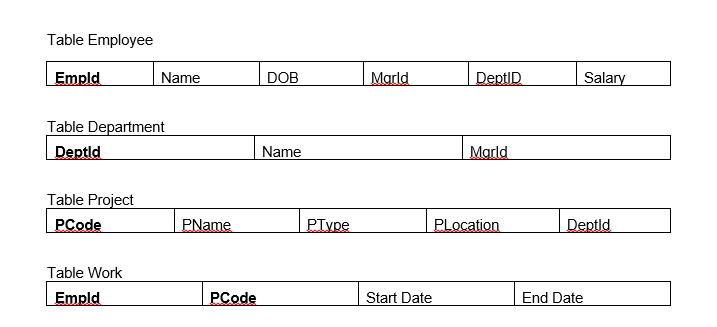 Table Employee
EmpId Name DOB MgrId DeptID Salary
Table Department
DeptId Name MgrId
Table Project
PCode PName PType PLocation DeptId
Table Work
EmpId PCode Start Date End Date